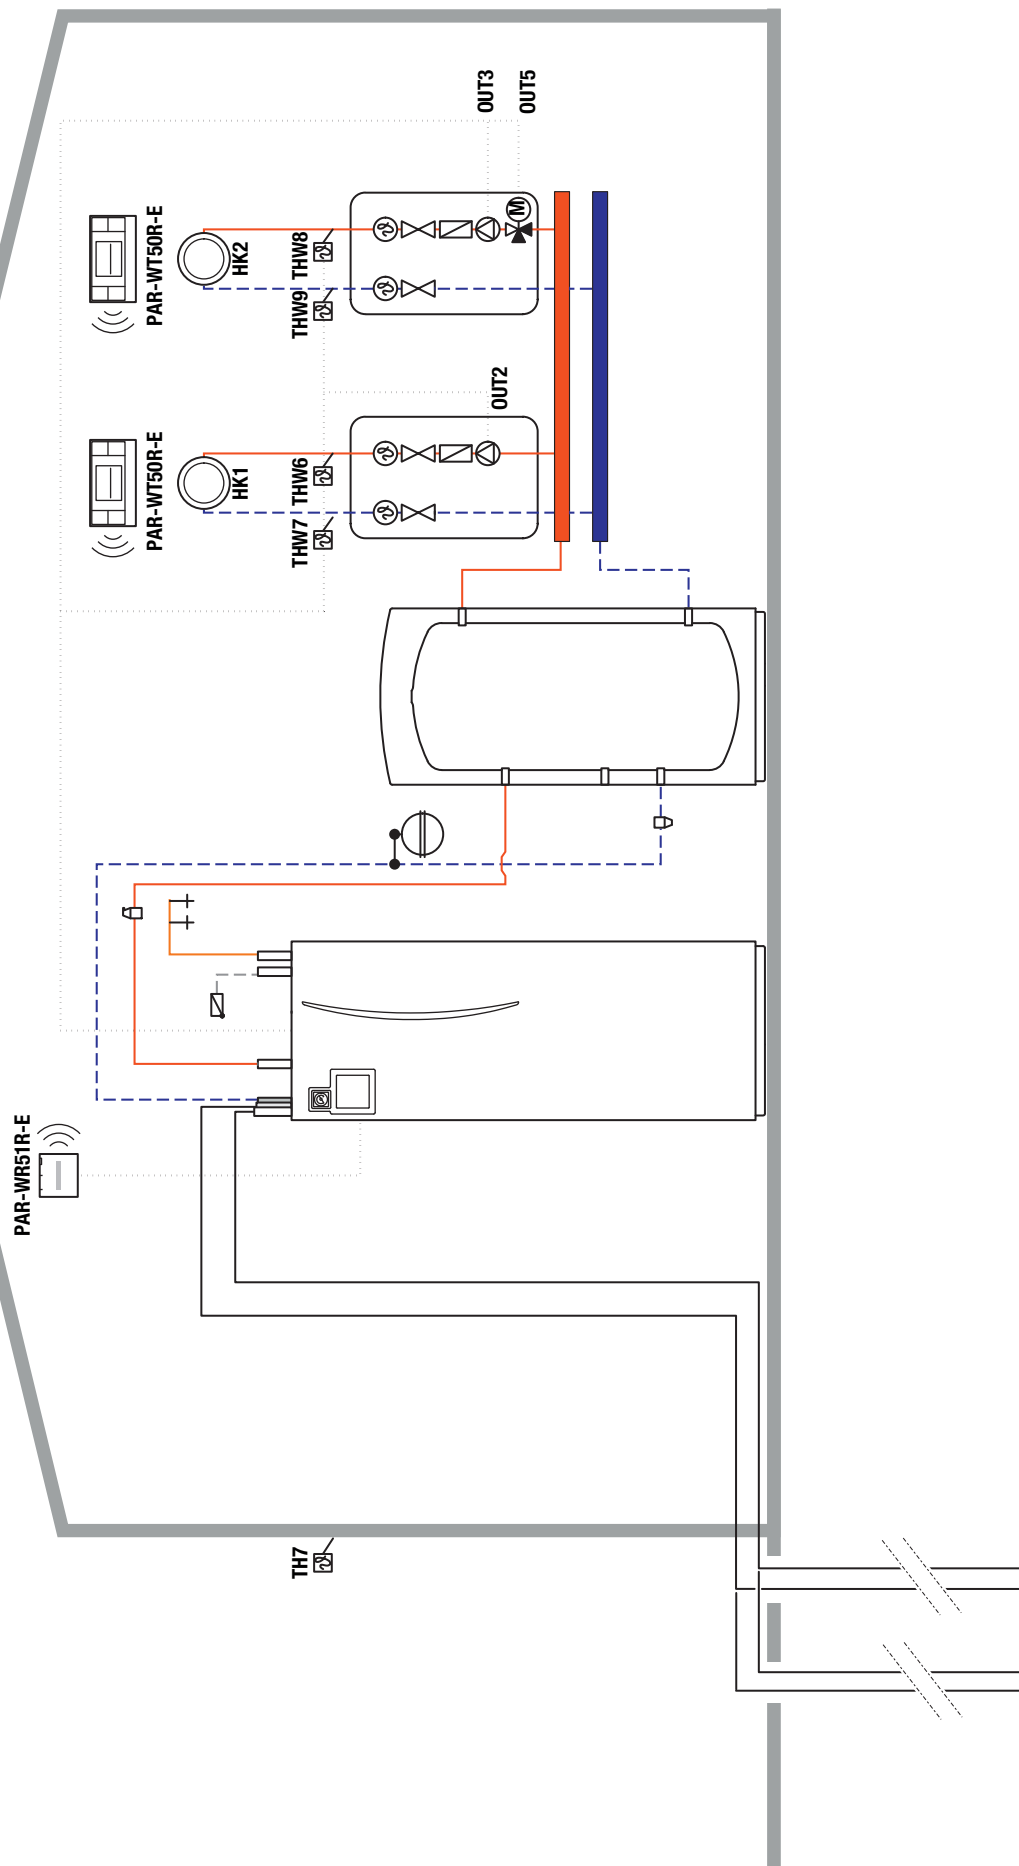 PAR-WR51R-E
TH7
PAR-WT50R-E
HK1
THW6
THW7
OUT2
PAR-WT50R-E
HK2
THW8
THW9
OUT3
OUT5
M